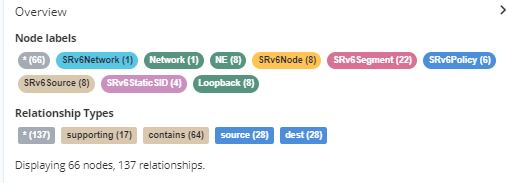 Overview
Node labels
* (66) SRv6Network (1) Network (1) NE (8) SRv6Node (8) SRv6Segment (22) SRv6Policy (6)
SRv6Source (8) SRv6StaticSID (4) Loopback (8)
Relationship Types
* (137) supporting (17) contains (64) source (28) dest (28)
Displaying 66 nodes, 137 relationships.